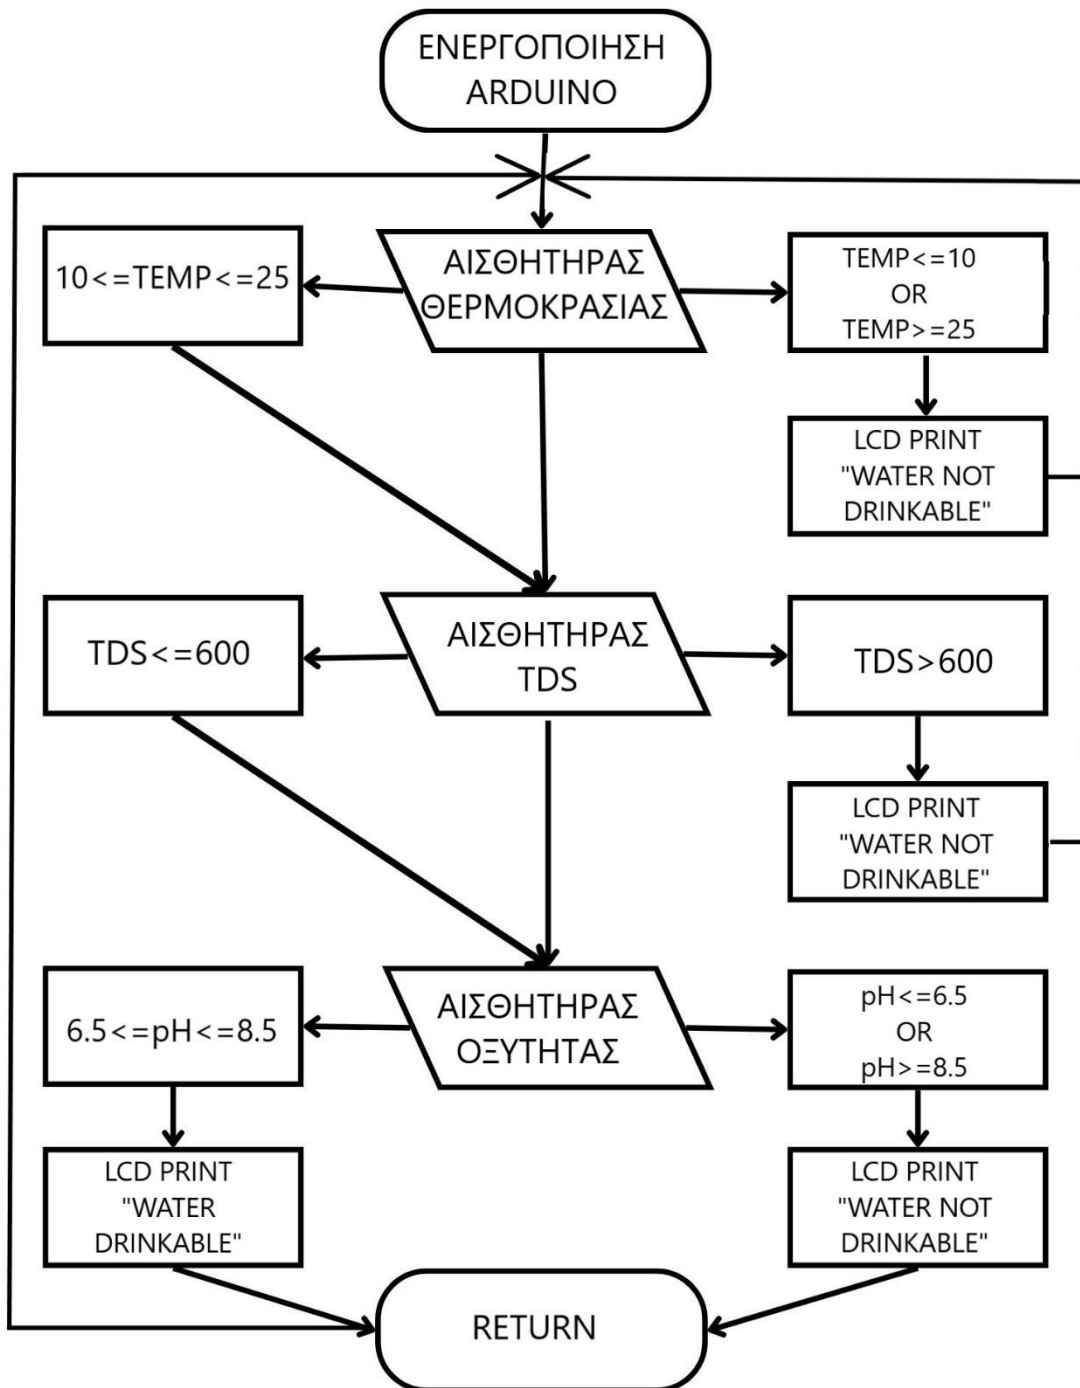 ΕΝΕΡΓΟΠΟΙΗΣΗ
ARDUINO
10<=TEMP<=25
ΑΙΣΘΗΤΗΡΑΣ
ΘΕΡΜΟΚΡΑΣΙΑΣ
TEMP<=10
OR
TEMP>=25
LCD PRINT
"WATER NOT
DRINKABLE"
TDS<=600
ΑΙΣΘΗΤΗΡΑΣ
TDS
TDS>600
LCD PRINT
"WATER NOT
DRINKABLE"
6.5<=pH<=8.5
ΑΙΣΘΗΤΗΡΑΣ
ΟΞΥΤΗΤΑΣ
pH<=6.5
OR
pH>=8.5
LCD PRINT
"WATER
DRINKABLE"
LCD PRINT
"WATER NOT
DRINKABLE"
RETURN